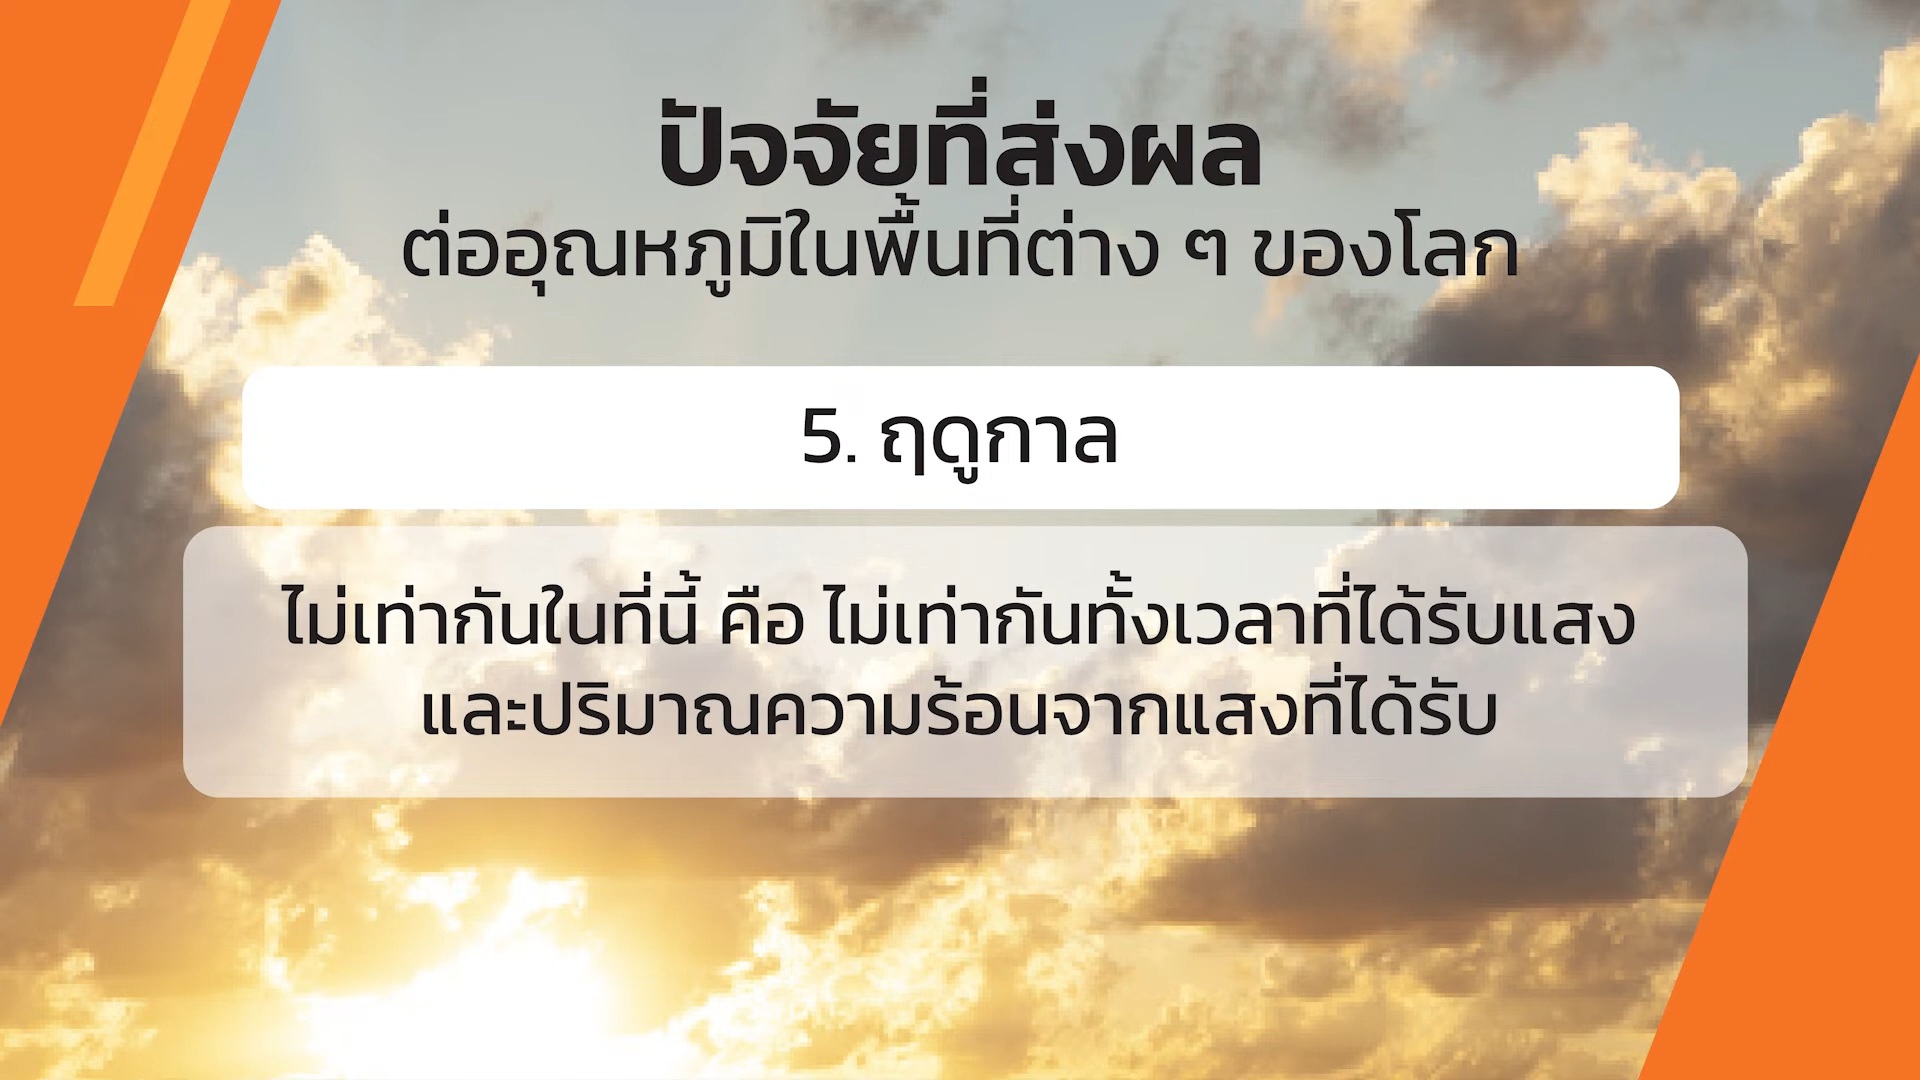 ปัจจัยที่ส่งผล
ต่ออุณหภูมิในพื้นที่ต่าง ๆ ของโลก
5. ฤดูกาล
ไม่เท่ากันในที่นี้ คือ ไม่เท่ากันทั้งเวลาที่ได้รับแสง
และปริมาณความร้อนจากแสงที่ได้รับ